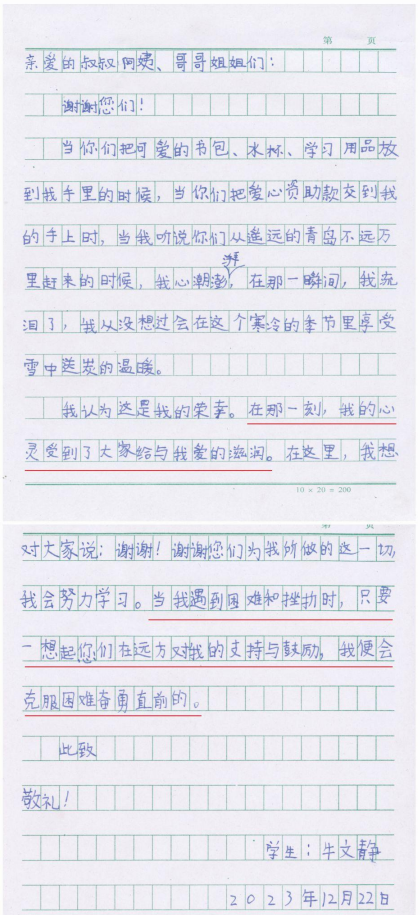 第 页
亲爱的叔叔阿姨、哥哥姐姐们：
谢谢您们！
当你们把可爱的书包、水杯、学习用品放
到我手里的时候，当你们把爱心资助款交到我
的手上时，当我听说你们从遥远的青岛不远万
里赶来的时候，我心潮澎湃，在那一瞬间，我流
泪了，我从没想过会在这个寒冷的季节里享受
雪中送炭的温暖。
我认为这是我的荣幸。在那一刻，我的心
灵受到了大家给与我爱的滋润。在这里，我想
10 × 20 = 200
第 页
对大家说：谢谢！谢谢您们为我所做的这一切，
我会努力学习。当我遇到困难和挫折时，只要
一想起您们在远方对我的支持与鼓励，我便会
克服困难奋勇直前的。
此致
敬礼！
学生：牛文静
2023年12月22日